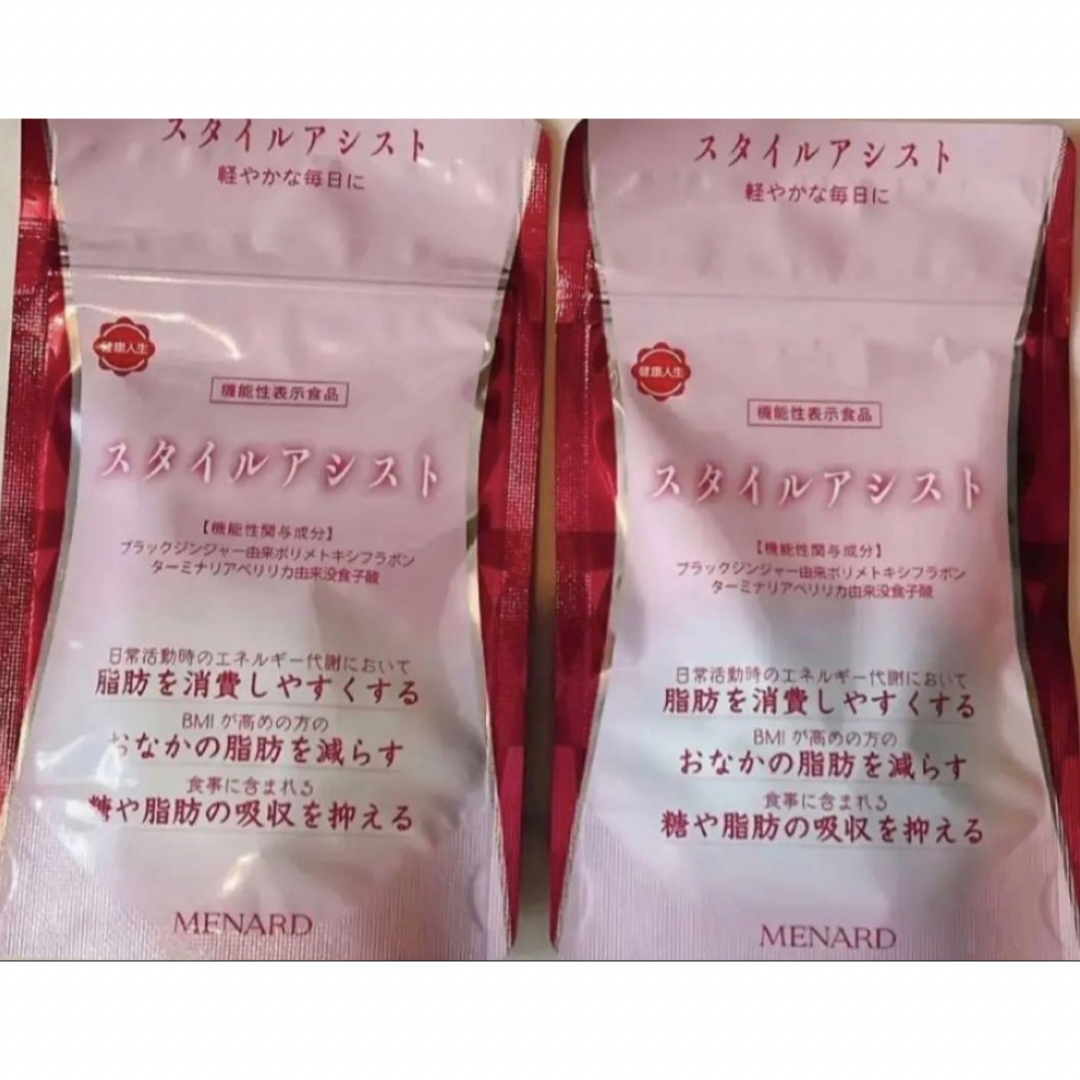 スタイルアシスト
軽やかな毎日に
健康人生
機能性表示食品
スタイルアシスト
【機能性関与成分】
ブラックジンジャー由来ポリメトキシフラボン
ターミナリアベリリカ由来没食子酸
日常活動時のエネルギー代謝において
脂肪を消費しやすくする
BMIが高めの方の
おなかの脂肪を減らす
食事に含まれる
糖や脂肪の吸収を抑える
MENARD
スタイルアシスト
軽やかな毎日に
健康人生
機能性表示食品
スタイルアシスト
【機能性関与成分】
ブラックジンジャー由来ポリメトキシフラボン
ターミナリアベリリカ由来没食子酸
日常活動時のエネルギー代謝において
脂肪を消費しやすくする
BMIが高めの方の
おなかの脂肪を減らす
食事に含まれる
糖や脂肪の吸収を抑える
MENARD